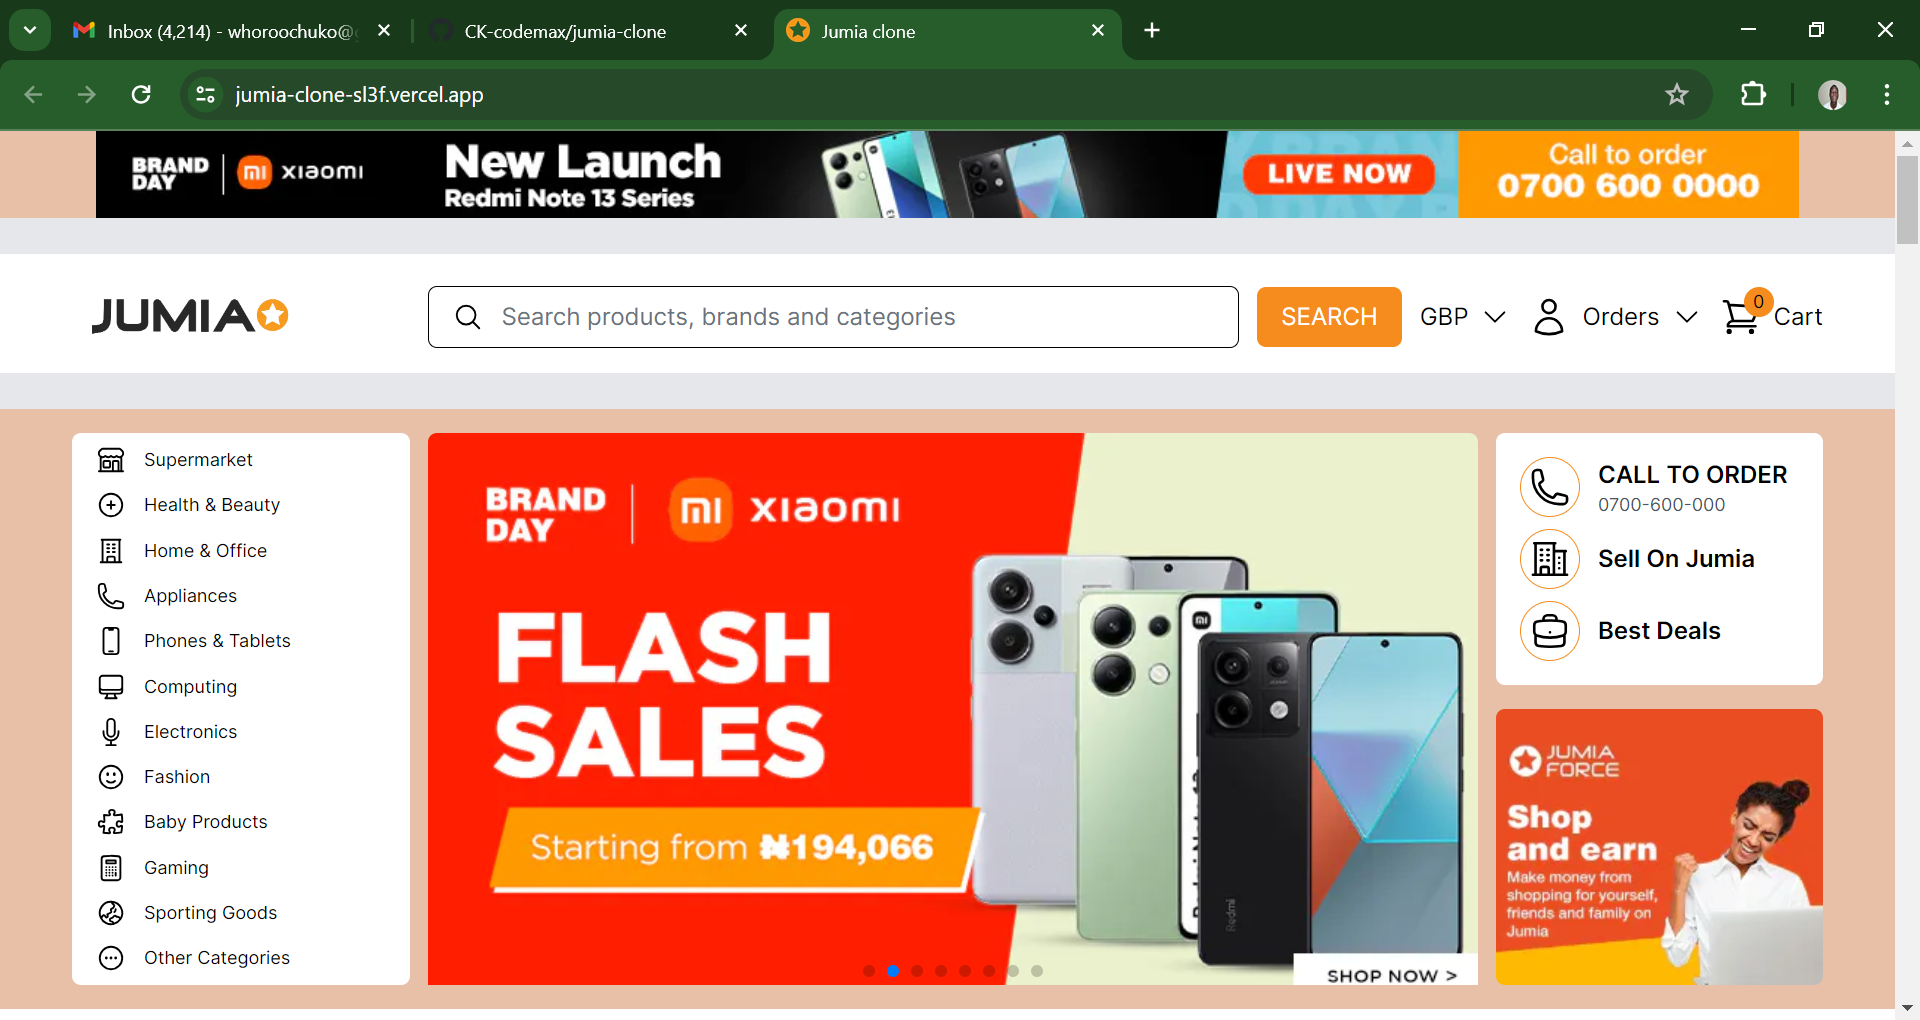 Inbox (4,214) - whoroochuko@
CK-codemax/jumia-clone
Jumia clone
jumia-clone-sl3f.vercel.app
BRAND DAY
mi xiaomi
New Launch
Redmi Note 13 Series
LIVE NOW
Call to order
0700 600 0000
JUMIA
Search products, brands and categories
SEARCH
GBP
Orders
0
Cart
Supermarket
Health & Beauty
Home & Office
Appliances
Phones & Tablets
Computing
Electronics
Fashion
Baby Products
Gaming
Sporting Goods
Other Categories
BRAND
DAY
mi xiaomi
FLASH
SALES
Starting from ₦194,066
Redmi
SHOP NOW >
CALL TO ORDER
0700-600-000
Sell On Jumia
Best Deals
JUMIA
FORCE
Shop
and earn
Make money from
shopping for yourself,
friends and family on
Jumia